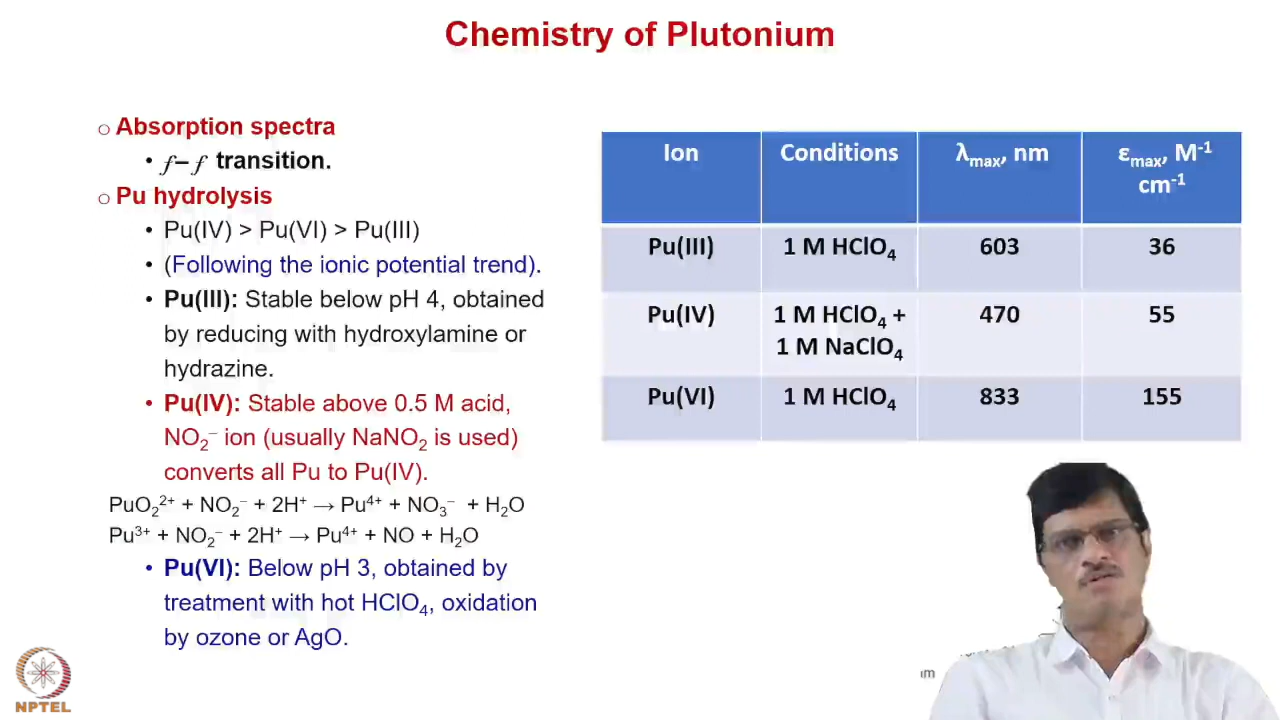 Chemistry of Plutonium
○ Absorption spectra
• f–f transition.
○ Pu hydrolysis
• Pu(IV) > Pu(VI) > Pu(III)
• (Following the ionic potential trend).
• Pu(III): Stable below pH 4, obtained
by reducing with hydroxylamine or
hydrazine.
• Pu(IV): Stable above 0.5 M acid,
NO₂⁻ ion (usually NaNO₂ is used)
converts all Pu to Pu(IV).
PuO₂²⁺ + NO₂⁻ + 2H⁺ → Pu⁴⁺ + NO₃⁻ + H₂O
Pu³⁺ + NO₂⁻ + 2H⁺ → Pu⁴⁺ + NO + H₂O
• Pu(VI): Below pH 3, obtained by
treatment with hot HClO₄, oxidation
by ozone or AgO.
Ion Conditions λmax, nm εmax, M⁻¹
cm⁻¹
Pu(III) 1 M HClO₄ 603 36
Pu(IV) 1 M HClO₄ + 470 55
1 M NaClO₄
Pu(VI) 1 M HClO₄ 833 155
NPTEL